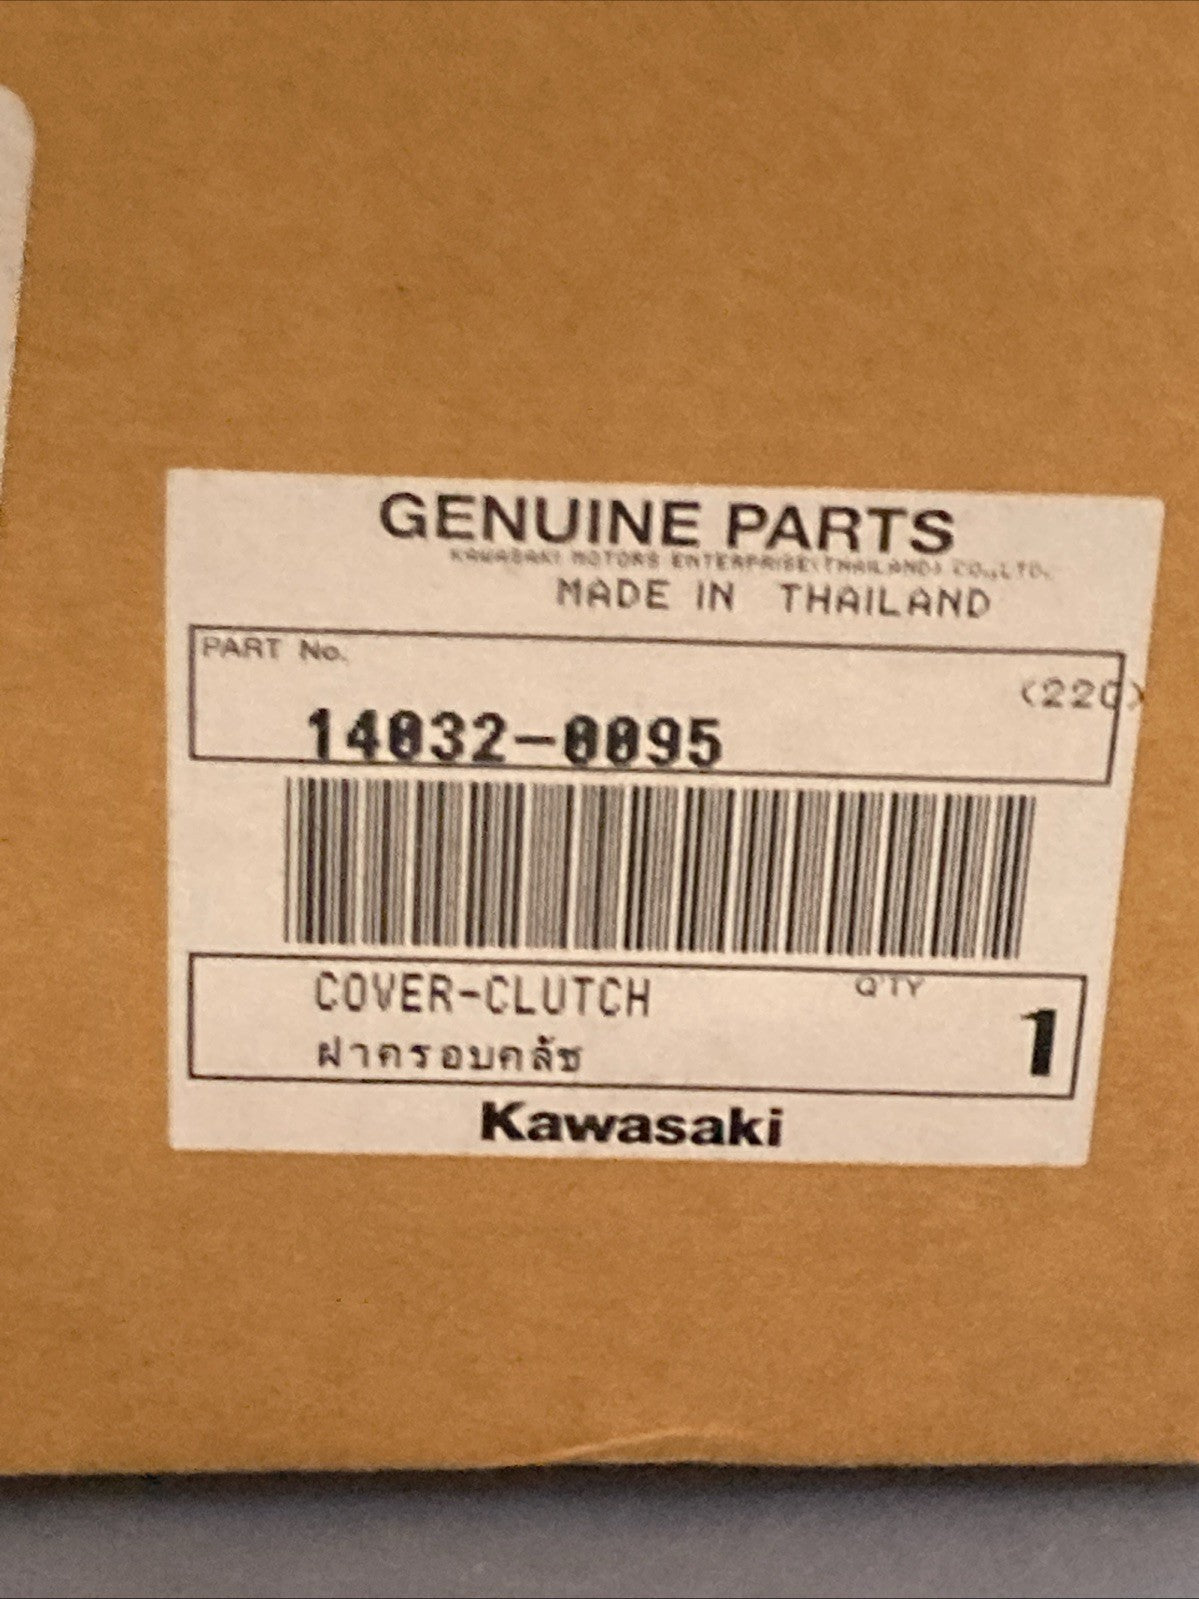 GENUINE PARTS
KAWASAKI MOTORS ENTERPRISE(THAILAND) CO.,LTD.
MADE IN THAILAND
PART No.
(220)
14032-0095
COVER-CLUTCH
Q'TY
1
ฝาครอบคลัช
Kawasaki